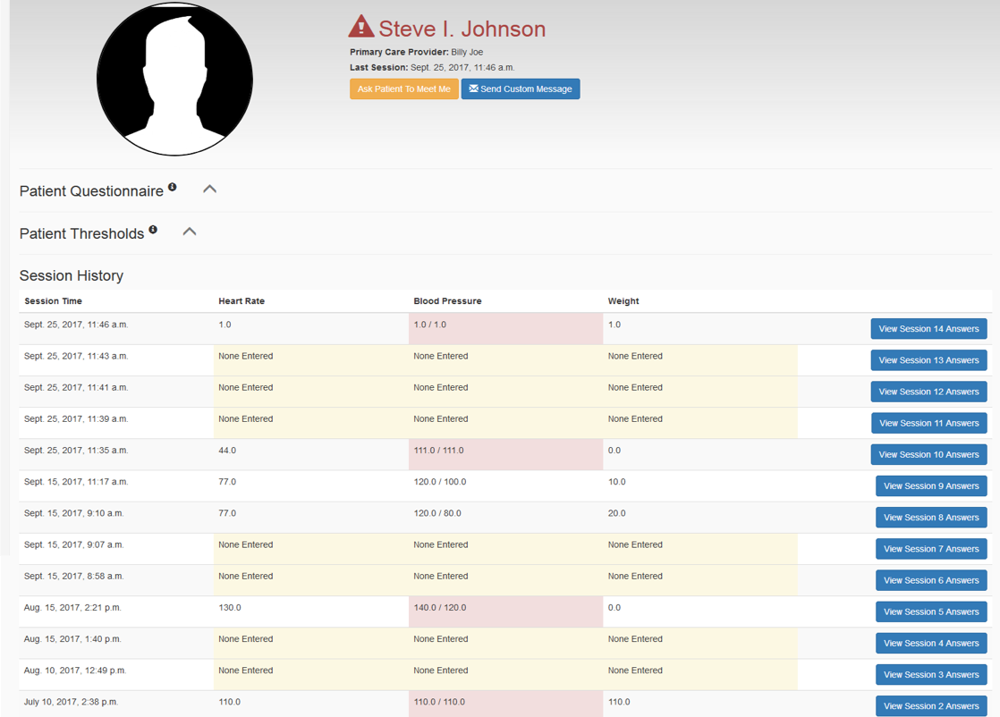 Steve I. Johnson
Primary Care Provider: Billy Joe
Last Session: Sept. 25, 2017, 11:46 a.m.
Ask Patient To Meet Me Send Custom Message
Patient Questionnaire
Patient Thresholds
Session History
Session Time Heart Rate Blood Pressure Weight
Sept. 25, 2017, 11:46 a.m. 1.0 1.0 / 1.0 1.0 View Session 14 Answers
Sept. 25, 2017, 11:43 a.m. None Entered None Entered None Entered View Session 13 Answers
Sept. 25, 2017, 11:41 a.m. None Entered None Entered None Entered View Session 12 Answers
Sept. 25, 2017, 11:39 a.m. None Entered None Entered None Entered View Session 11 Answers
Sept. 25, 2017, 11:35 a.m. 44.0 111.0 / 111.0 0.0 View Session 10 Answers
Sept. 15, 2017, 11:17 a.m. 77.0 120.0 / 100.0 10.0 View Session 9 Answers
Sept. 15, 2017, 9:10 a.m. 77.0 120.0 / 80.0 20.0 View Session 8 Answers
Sept. 15, 2017, 9:07 a.m. None Entered None Entered None Entered View Session 7 Answers
Sept. 15, 2017, 8:58 a.m. None Entered None Entered None Entered View Session 6 Answers
Aug. 15, 2017, 2:21 p.m. 130.0 140.0 / 120.0 0.0 View Session 5 Answers
Aug. 15, 2017, 1:40 p.m. None Entered None Entered None Entered View Session 4 Answers
Aug. 10, 2017, 12:49 p.m. None Entered None Entered None Entered View Session 3 Answers
July 10, 2017, 2:38 p.m. 110.0 110.0 / 110.0 110.0 View Session 2 Answers